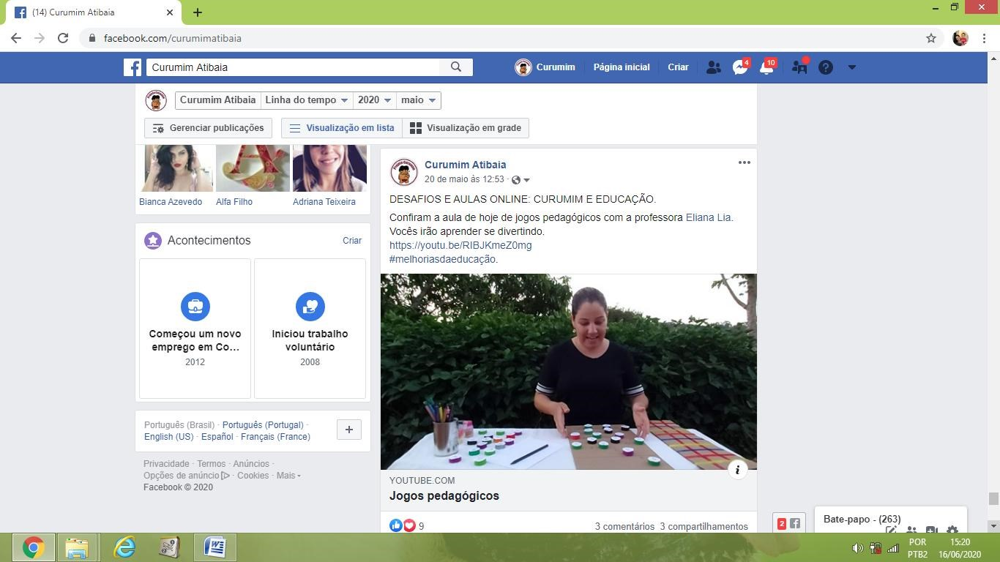 (14) Curumim Atibaia
facebook.com/curumimatibaia
Curumim Atibaia
Curumim
Página inicial
Criar
4
10
Curumim Atibaia
Linha do tempo
2020
maio
Gerenciar publicações
Visualização em lista
Visualização em grade
Bianca Azevedo
Alfa Filho
Adriana Teixeira
Acontecimentos
Criar
Começou um novo
emprego em Co...
2012
Iniciou trabalho
voluntário
2008
Português (Brasil) · Português (Portugal) ·
English (US) · Español · Français (France)
Privacidade · Termos · Anúncios ·
Opções de anúncio · Cookies · Mais
Facebook © 2020
Curumim Atibaia
20 de maio às 12:53 ·
DESAFIOS E AULAS ONLINE: CURUMIM E EDUCAÇÃO.
Confiram a aula de hoje de jogos pedagógicos com a professora Eliana Lia.
Vocês irão aprender se divertindo.
https://youtu.be/RIBJKmeZ0mg
#melhoriasdaeducação.
YOUTUBE.COM
Jogos pedagógicos
9
3 comentários 3 compartilhamentos
2
Bate-papo - (263)
POR
PTB2
15:20
16/06/2020